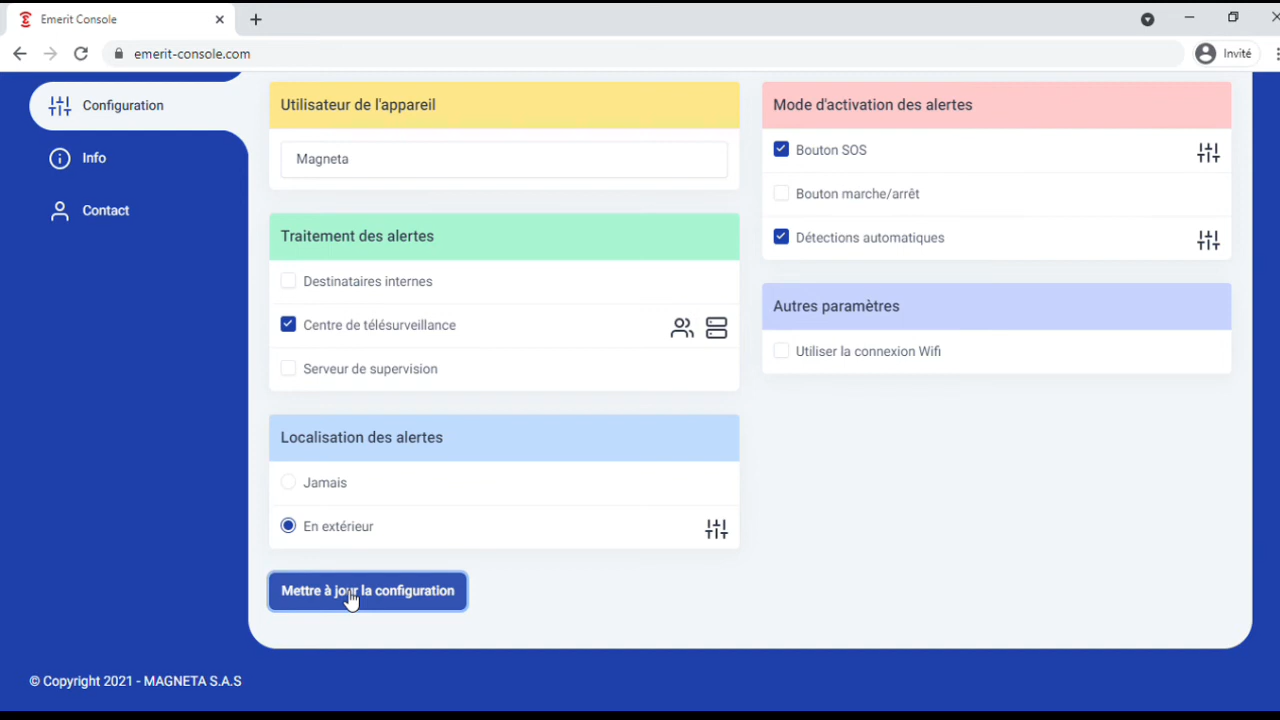 Emerit Console
emerit-console.com
Invité
Configuration
Info
Contact
Utilisateur de l'appareil
Magneta
Traitement des alertes
Destinataires internes
Centre de télésurveillance
Serveur de supervision
Localisation des alertes
Jamais
En extérieur
Mettre à jour la configuration
Mode d'activation des alertes
Bouton SOS
Bouton marche/arrêt
Détections automatiques
Autres paramètres
Utiliser la connexion Wifi
© Copyright 2021 - MAGNETA S.A.S